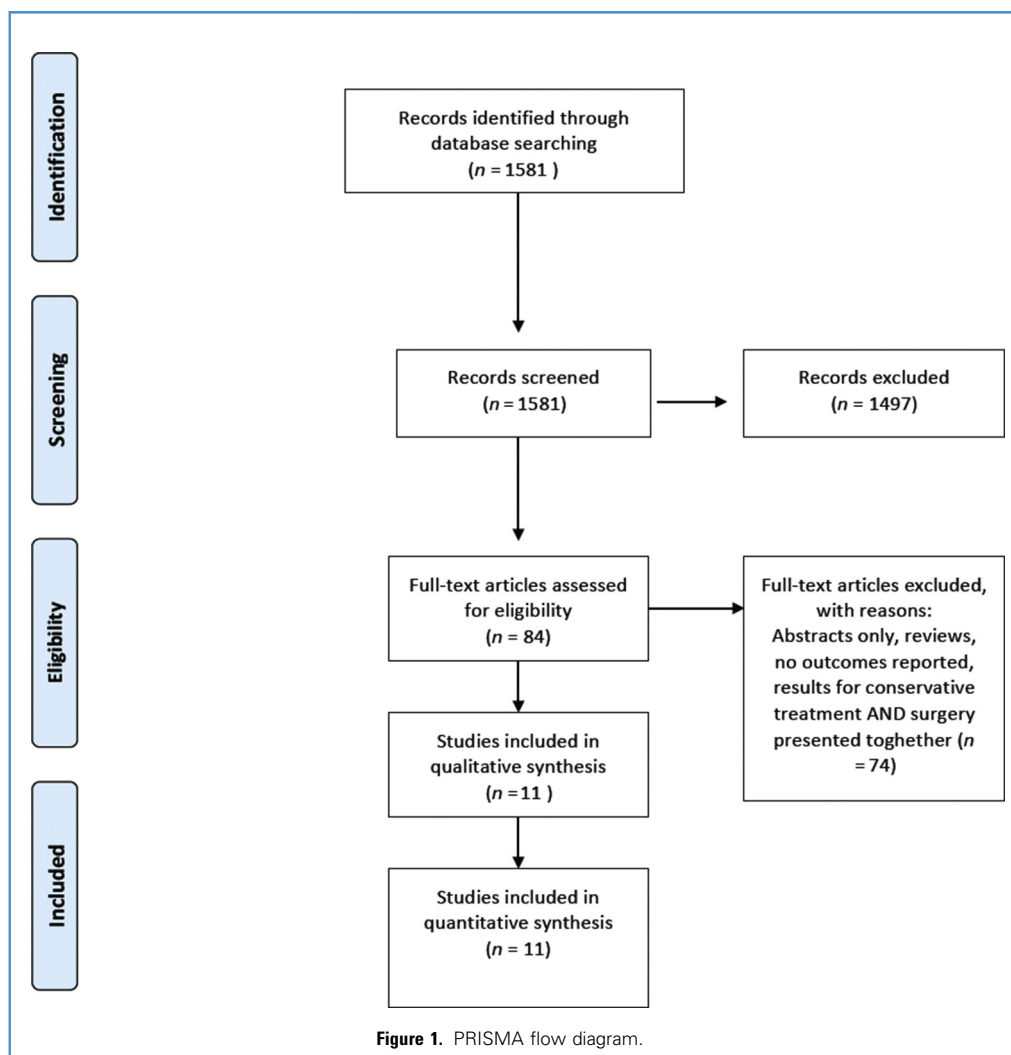 Identification
Records identified through
database searching
(n = 1581 )
Screening
Records screened
(n = 1581)
Records excluded
(n = 1497)
Eligibility
Full-text articles assessed
for eligibility
(n = 84)
Full-text articles excluded,
with reasons:
Abstracts only, reviews,
no outcomes reported,
results for conservative
treatment AND surgery
presented toghether (n
= 74)
Studies included in
qualitative synthesis
(n = 11 )
Included
Studies included in
quantitative synthesis
(n = 11)
Figure 1. PRISMA flow diagram.